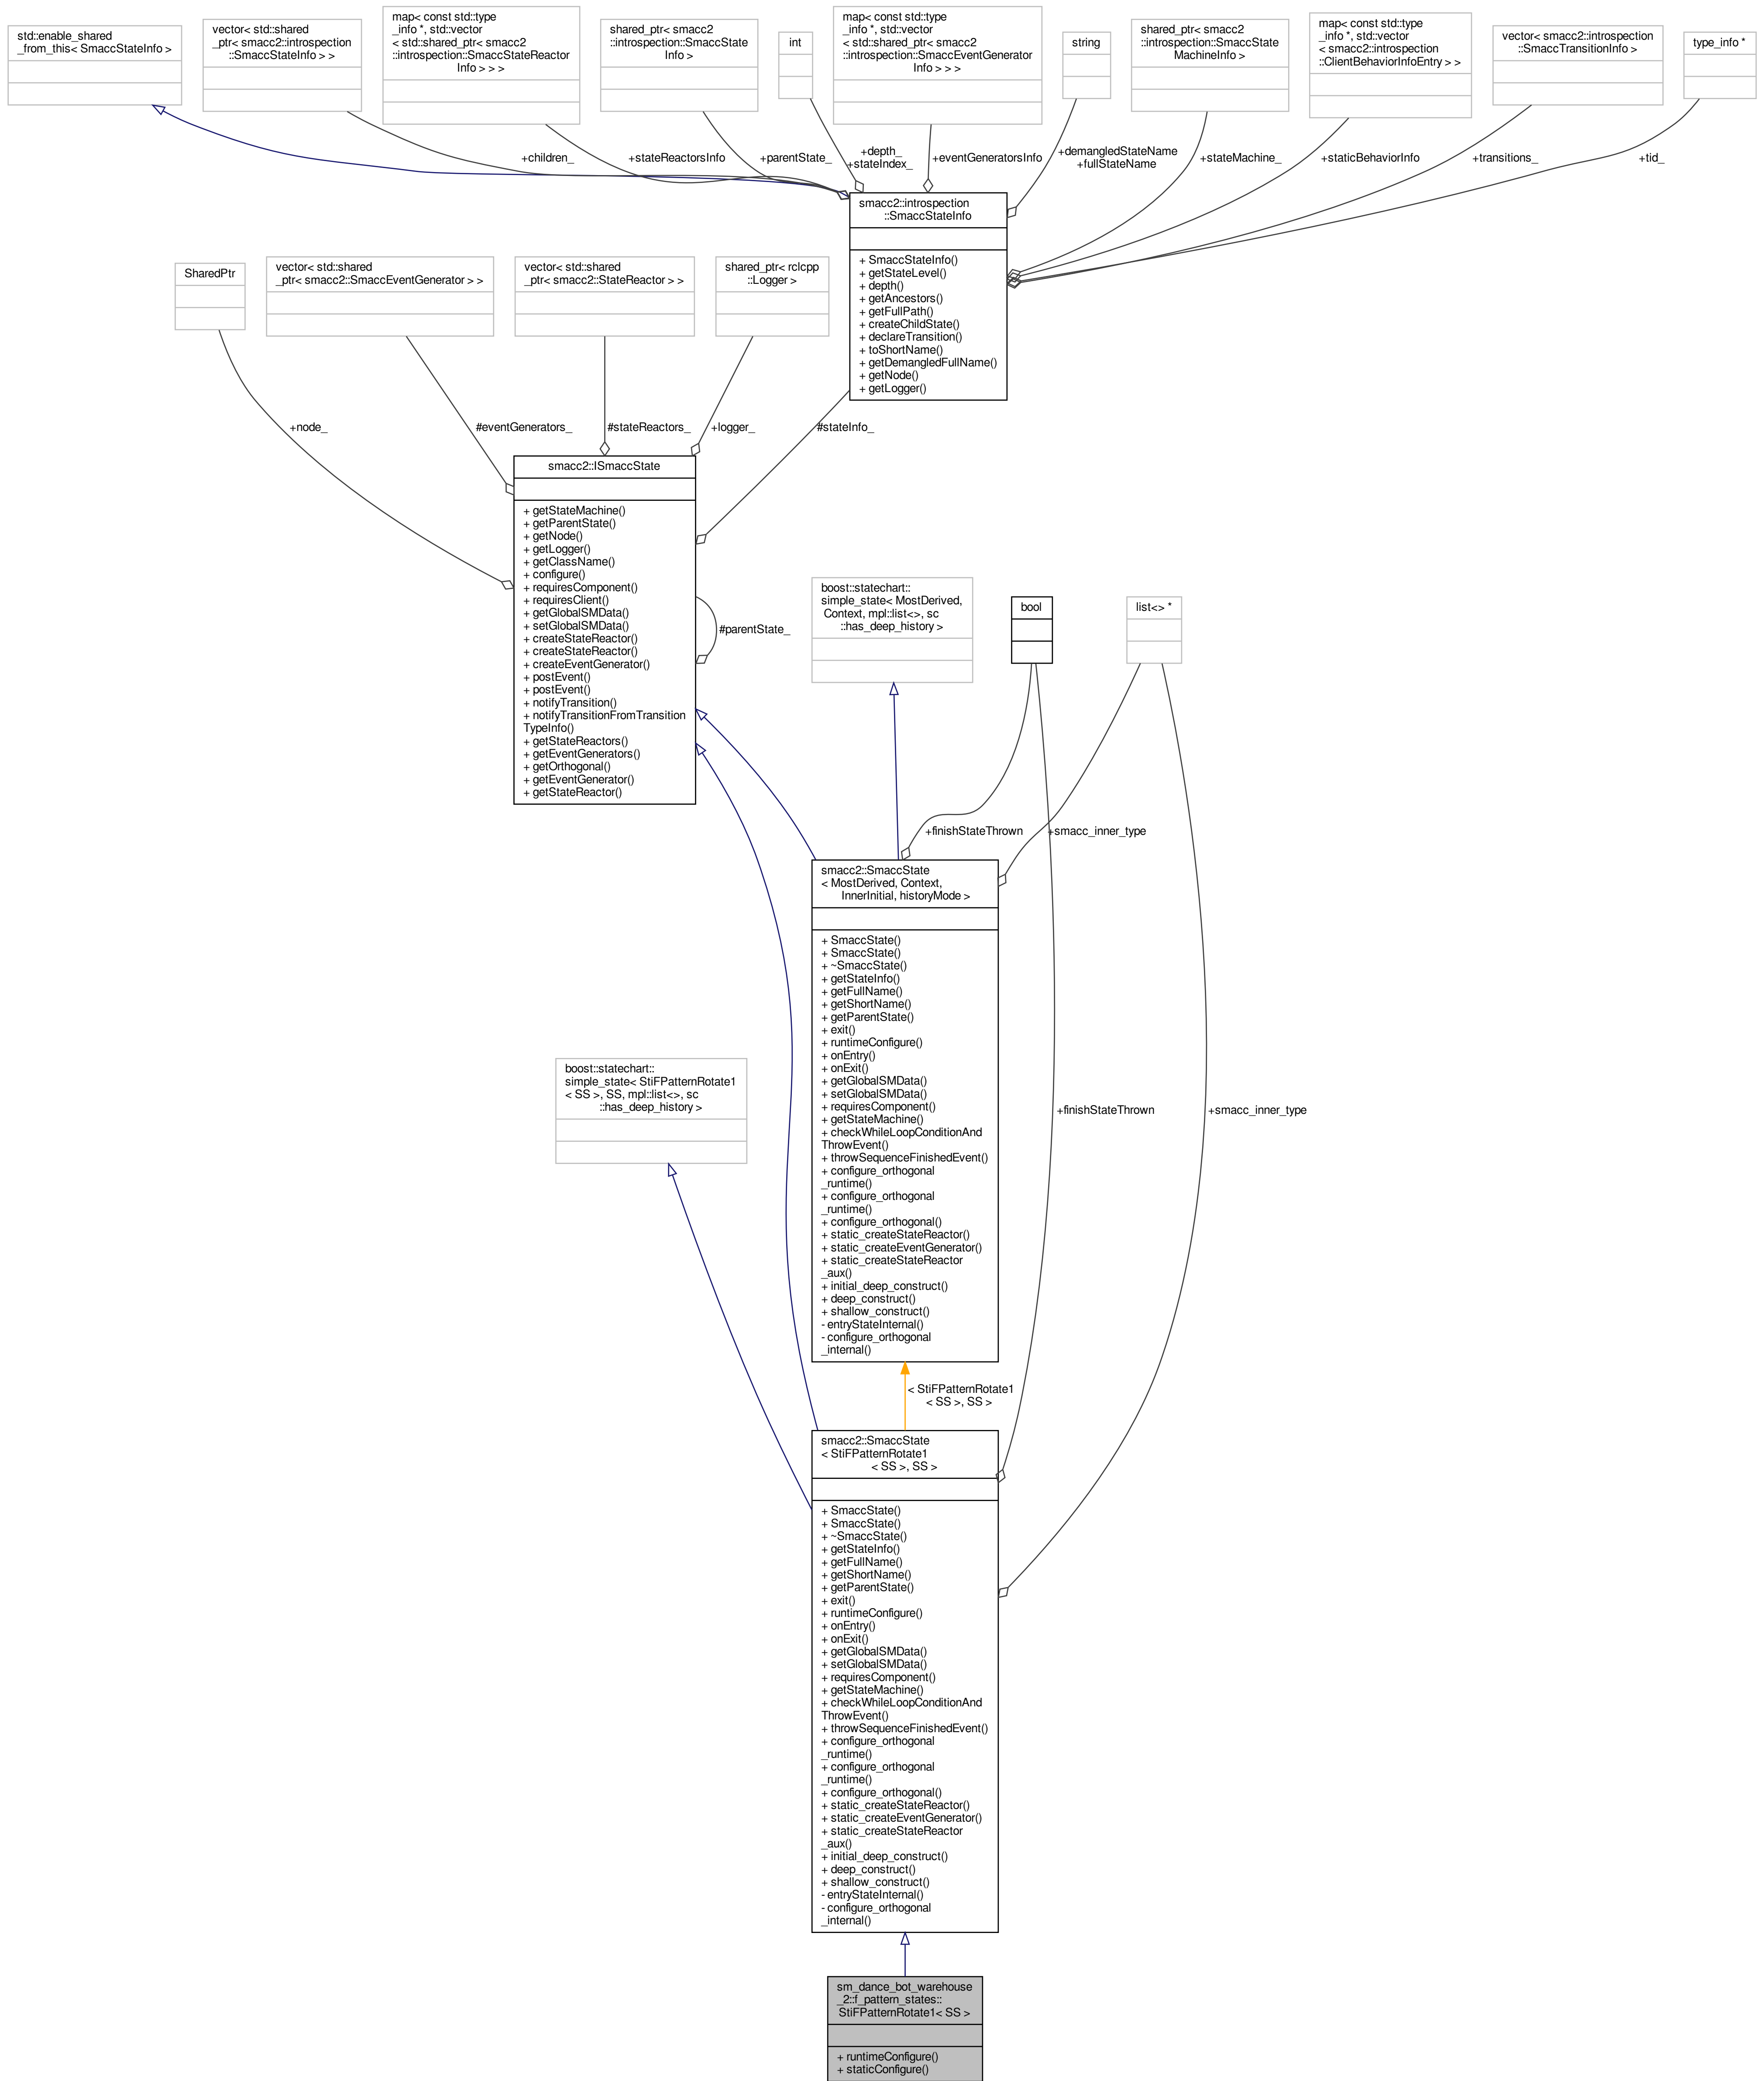 std::enable_shared
_from_this< SmaccStateInfo >
vector< std::shared
_ptr< smacc2::introspection
::SmaccStateInfo > >
map< const std::type
_info *, std::vector
< std::shared_ptr< smacc2
::introspection::SmaccStateReactor
Info > > >
shared_ptr< smacc2
::introspection::SmaccState
Info >
int
map< const std::type
_info *, std::vector
< std::shared_ptr< smacc2
::introspection::SmaccEventGenerator
Info > > >
string
shared_ptr< smacc2
::introspection::SmaccState
MachineInfo >
map< const std::type
_info *, std::vector
< smacc2::introspection
::ClientBehaviorInfoEntry > >
vector< smacc2::introspection
::SmaccTransitionInfo >
type_info *
+children_
+stateReactorsInfo
+parentState_
+depth_
+stateIndex_
+eventGeneratorsInfo
+demangledStateName
+fullStateName
+stateMachine_
+staticBehaviorInfo
+transitions_
+tid_
smacc2::introspection
::SmaccStateInfo
+ SmaccStateInfo()
+ getStateLevel()
+ depth()
+ getAncestors()
+ getFullPath()
+ createChildState()
+ declareTransition()
+ toShortName()
+ getDemangledFullName()
+ getNode()
+ getLogger()
SharedPtr
vector< std::shared
_ptr< smacc2::SmaccEventGenerator > >
vector< std::shared
_ptr< smacc2::StateReactor > >
shared_ptr< rclcpp
::Logger >
+node_
#eventGenerators_
#stateReactors_
+logger_
#stateInfo_
smacc2::ISmaccState
+ getStateMachine()
+ getParentState()
+ getNode()
+ getLogger()
+ getClassName()
+ configure()
+ requiresComponent()
+ requiresClient()
+ getGlobalSMData()
+ setGlobalSMData()
+ createStateReactor()
+ createStateReactor()
+ createEventGenerator()
+ postEvent()
+ postEvent()
+ notifyTransition()
+ notifyTransitionFromTransition
TypeInfo()
+ getStateReactors()
+ getEventGenerators()
+ getOrthogonal()
+ getEventGenerator()
+ getStateReactor()
#parentState_
boost::statechart::
simple_state< MostDerived,
Context, mpl::list<>, sc
::has_deep_history >
bool
list<> *
+finishStateThrown
+smacc_inner_type
smacc2::SmaccState
< MostDerived, Context,
InnerInitial, historyMode >
+ SmaccState()
+ SmaccState()
+ ~SmaccState()
+ getStateInfo()
+ getFullName()
+ getShortName()
+ getParentState()
+ exit()
+ runtimeConfigure()
+ onEntry()
+ onExit()
+ getGlobalSMData()
+ setGlobalSMData()
+ requiresComponent()
+ getStateMachine()
+ checkWhileLoopConditionAnd
ThrowEvent()
+ throwSequenceFinishedEvent()
+ configure_orthogonal
_runtime()
+ configure_orthogonal
_runtime()
+ configure_orthogonal()
+ static_createStateReactor()
+ static_createEventGenerator()
+ static_createStateReactor
_aux()
+ initial_deep_construct()
+ deep_construct()
+ shallow_construct()
- entryStateInternal()
- configure_orthogonal
_internal()
boost::statechart::
simple_state< StiFPatternRotate1
< SS >, SS, mpl::list<>, sc
::has_deep_history >
+finishStateThrown
+smacc_inner_type
< StiFPatternRotate1
< SS >, SS >
smacc2::SmaccState
< StiFPatternRotate1
< SS >, SS >
+ SmaccState()
+ SmaccState()
+ ~SmaccState()
+ getStateInfo()
+ getFullName()
+ getShortName()
+ getParentState()
+ exit()
+ runtimeConfigure()
+ onEntry()
+ onExit()
+ getGlobalSMData()
+ setGlobalSMData()
+ requiresComponent()
+ getStateMachine()
+ checkWhileLoopConditionAnd
ThrowEvent()
+ throwSequenceFinishedEvent()
+ configure_orthogonal
_runtime()
+ configure_orthogonal
_runtime()
+ configure_orthogonal()
+ static_createStateReactor()
+ static_createEventGenerator()
+ static_createStateReactor
_aux()
+ initial_deep_construct()
+ deep_construct()
+ shallow_construct()
- entryStateInternal()
- configure_orthogonal
_internal()
sm_dance_bot_warehouse
_2::f_pattern_states::
StiFPatternRotate1< SS >
+ runtimeConfigure()
+ staticConfigure()